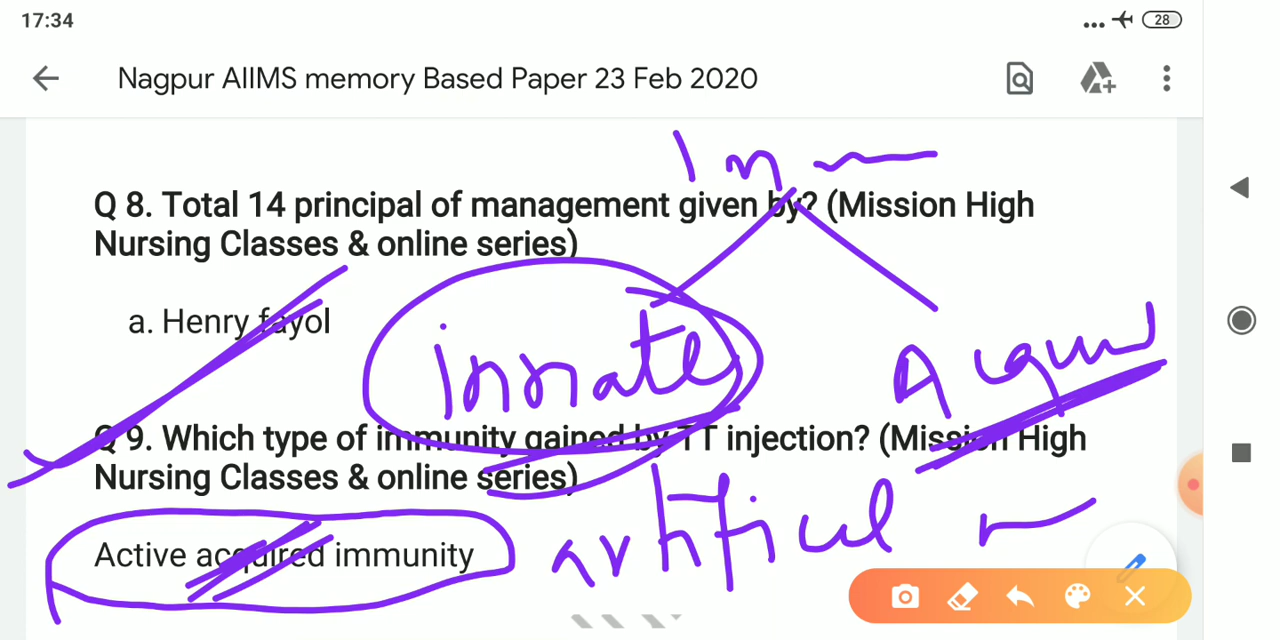 17:34
28
Nagpur AIIMS memory Based Paper 23 Feb 2020
Q 8. Total 14 principal of management given by? (Mission High
Nursing Classes & online series)
a. Henry fayol
innate
Q 9. Which type of immunity gained by TT injection? (Mission High
Nursing Classes & online series)
Active acquired immunity